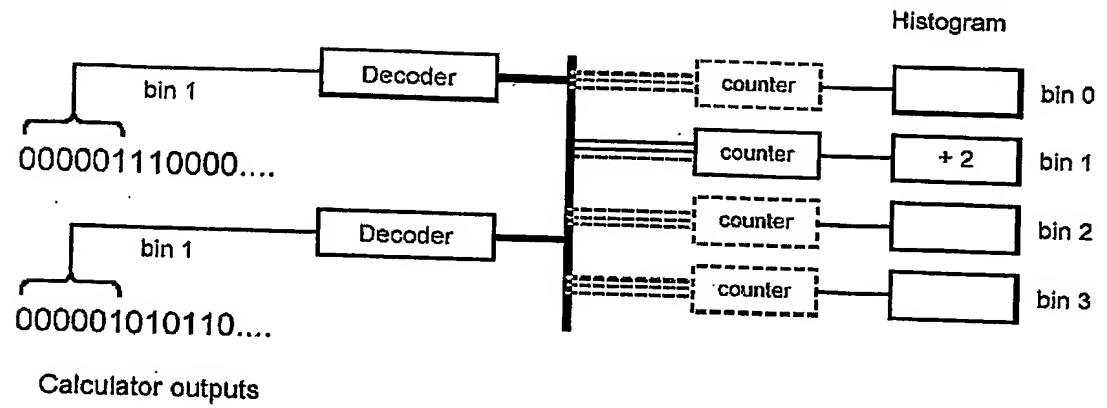 Histogram
Decoder
bin 1
counter
bin 0
000001110000....
counter
+ 2
bin 1
Decoder
bin 1
counter
bin 2
000001010110....
counter
bin 3
Calculator outputs